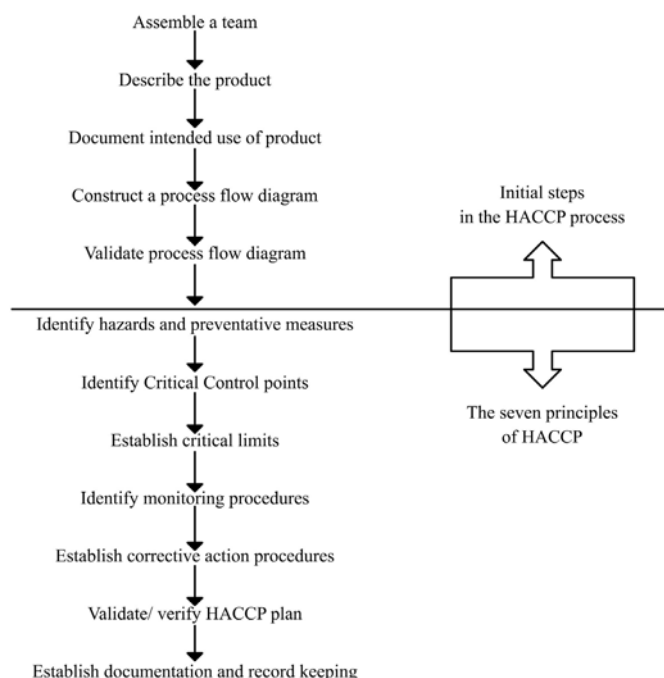 Assemble a team
Describe the product
Document intended use of product
Construct a process flow diagram
Validate process flow diagram
Initial steps
in the HACCP process
Identify hazards and preventative measures
Identify Critical Control points
Establish critical limits
Identify monitoring procedures
Establish corrective action procedures
Validate/ verify HACCP plan
Establish documentation and record keeping
The seven principles
of HACCP